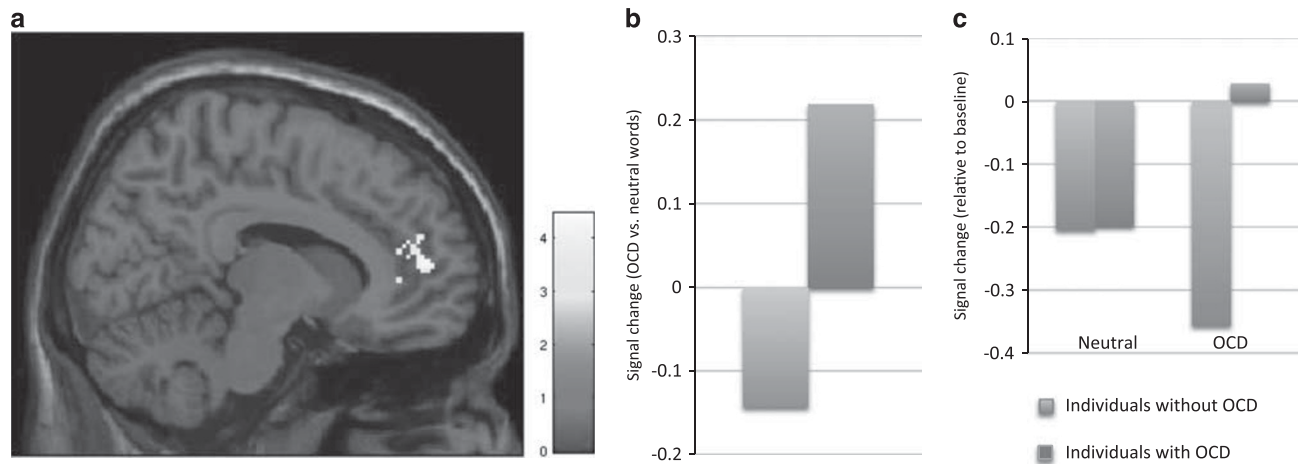 a
4
3
2
1
0
b
Signal change (OCD vs. neutral words)
0.3
0.2
0.1
0
-0.1
-0.2
c
Signal change (relative to baseline)
0.1
0
-0.1
-0.2
-0.3
-0.4
Neutral OCD
Individuals without OCD
Individuals with OCD